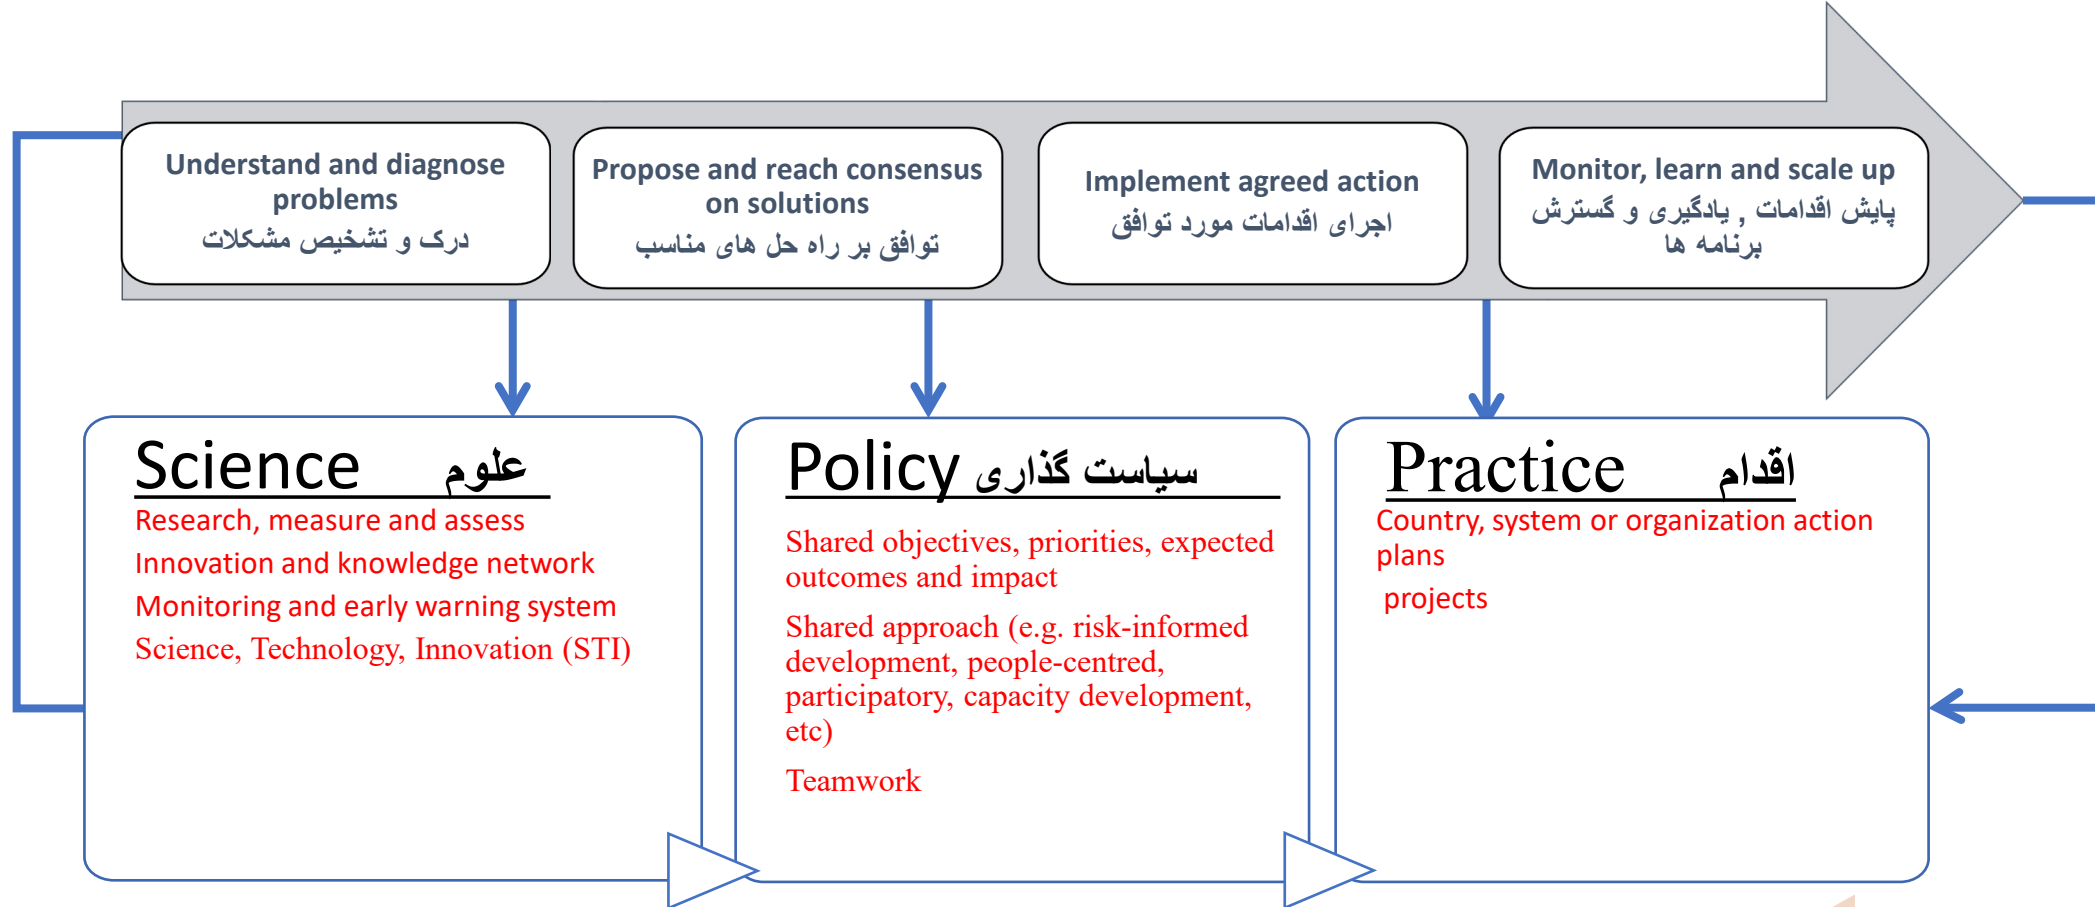 Understand and diagnose
problems
درک و تشخیص مشکلات
Propose and reach consensus
on solutions
توافق بر راه حل های مناسب
Implement agreed action
اجرای اقدامات مورد توافق
Monitor, learn and scale up
پایش اقدامات , یادگیری و گسترش
برنامه ها
Science علوم
Research, measure and assess
Innovation and knowledge network
Monitoring and early warning system
Science, Technology, Innovation (STI)
Policy سیاست گذاری
Shared objectives, priorities, expected
outcomes and impact
Shared approach (e.g. risk-informed
development, people-centred,
participatory, capacity development,
etc)
Teamwork
Practice اقدام
Country, system or organization action
plans
projects